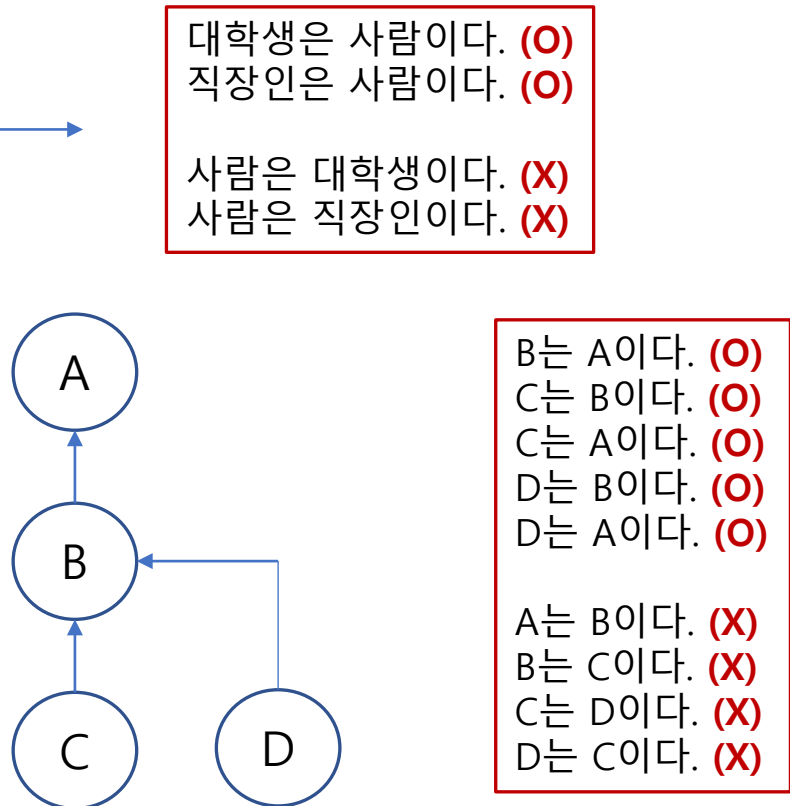 대학생은 사람이다. (O)
직장인은 사람이다. (O)
사람은 대학생이다. (X)
사람은 직장인이다. (X)
A
B
C
D
B는 A이다. (O)
C는 B이다. (O)
C는 A이다. (O)
D는 B이다. (O)
D는 A이다. (O)
A는 B이다. (X)
B는 C이다. (X)
C는 D이다. (X)
D는 C이다. (X)